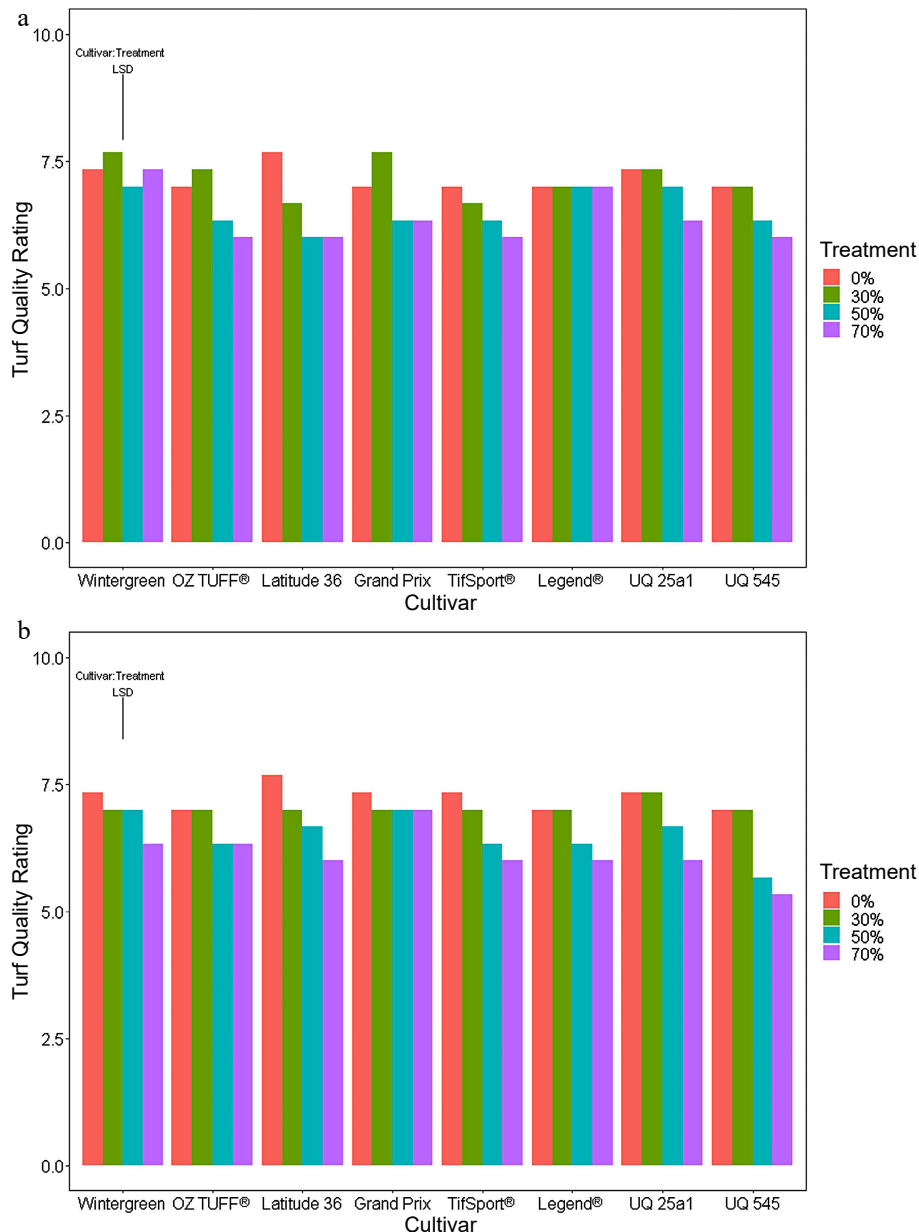 a
10.0
7.5
5.0
2.5
0.0
Turf Quality Rating
Cultivar:Treatment
LSD
Wintergreen OZ TUFF® Latitude 36 Grand Prix TifSport® Legend® UQ 25a1 UQ 545
Cultivar
Treatment
0%
30%
50%
70%
b
10.0
7.5
5.0
2.5
0.0
Turf Quality Rating
Cultivar:Treatment
LSD
Wintergreen OZ TUFF® Latitude 36 Grand Prix TifSport® Legend® UQ 25a1 UQ 545
Cultivar
Treatment
0%
30%
50%
70%